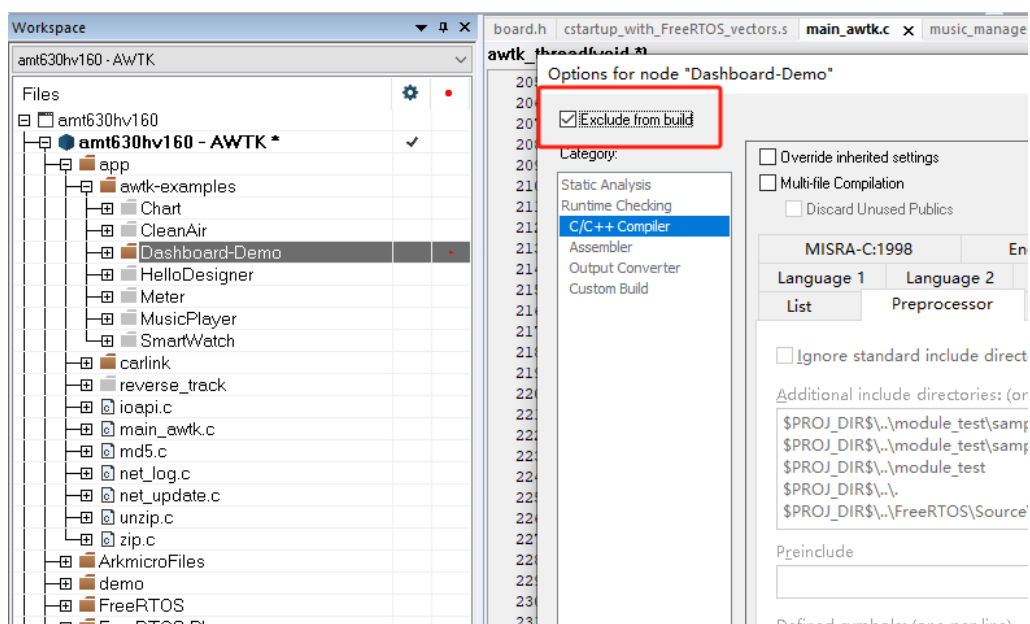 Workspace
amt630hv160 - AWTK
Files
amt630hv160
amt630hv160 - AWTK *
app
awtk-examples
Chart
CleanAir
Dashboard-Demo
HelloDesigner
Meter
MusicPlayer
SmartWatch
carlink
reverse_track
ioapi.c
main_awtk.c
md5.c
net_log.c
net_update.c
unzip.c
zip.c
ArkmicroFiles
demo
FreeRTOS
board.h cstartup_with_FreeRTOS_vectors.s main_awtk.c music_manage
awtk_thread(void *)
Options for node "Dashboard-Demo"
Exclude from build
Category:
Static Analysis
Runtime Checking
C/C++ Compiler
Assembler
Output Converter
Custom Build
Override inherited settings
Multi-file Compilation
Discard Unused Publics
MISRA-C:1998 En
Language 1 Language 2
List Preprocessor
Ignore standard include direct
Additional include directories: (or
$PROJ_DIR$\..\module_test\samp
$PROJ_DIR$\..\module_test\samp
$PROJ_DIR$\..\module_test
$PROJ_DIR$\..\.
$PROJ_DIR$\..\FreeRTOS\Source\
Preinclude